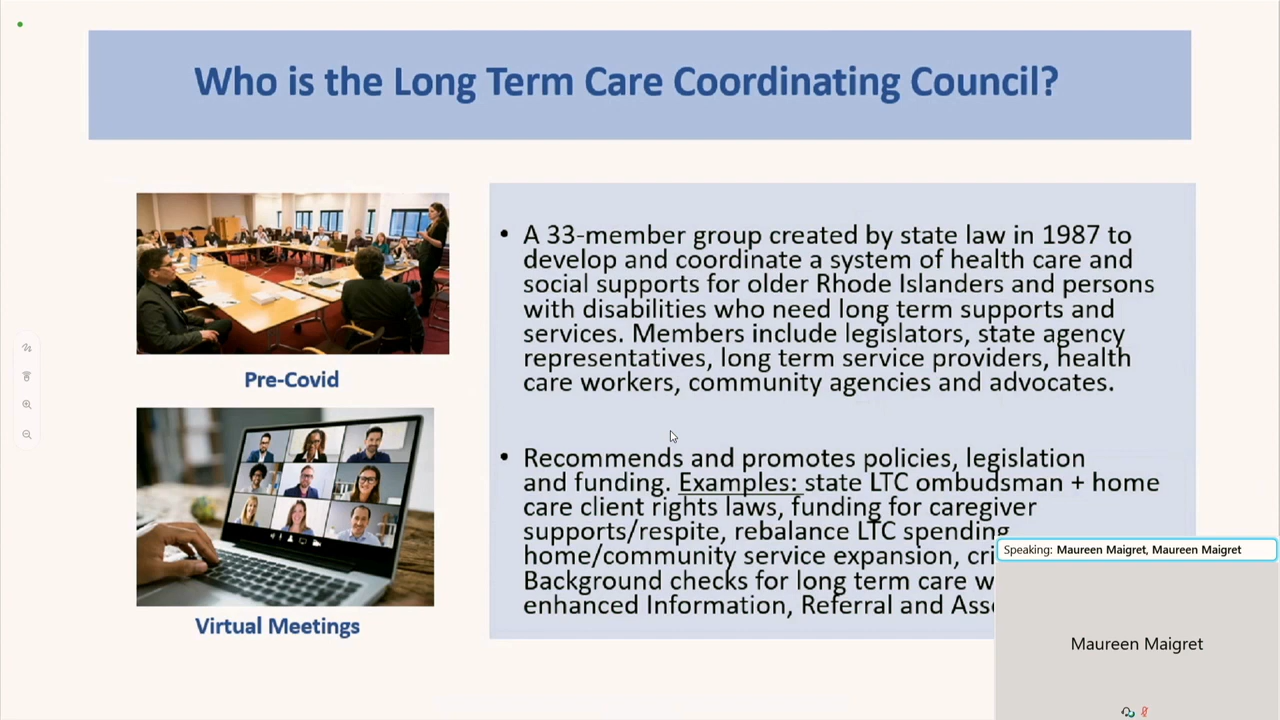 Who is the Long Term Care Coordinating Council?
Pre-Covid
Virtual Meetings
• A 33-member group created by state law in 1987 to
develop and coordinate a system of health care and
social supports for older Rhode Islanders and persons
with disabilities who need long term supports and
services. Members include legislators, state agency
representatives, long term service providers, health
care workers, community agencies and advocates.
• Recommends and promotes policies, legislation
and funding. Examples: state LTC ombudsman + home
care client rights laws, funding for caregiver
supports/respite, rebalance LTC spending
home/community service expansion,
Background checks for long term care
enhanced Information, Referral and
Speaking: Maureen Maigret, Maureen Maigret
Maureen Maigret